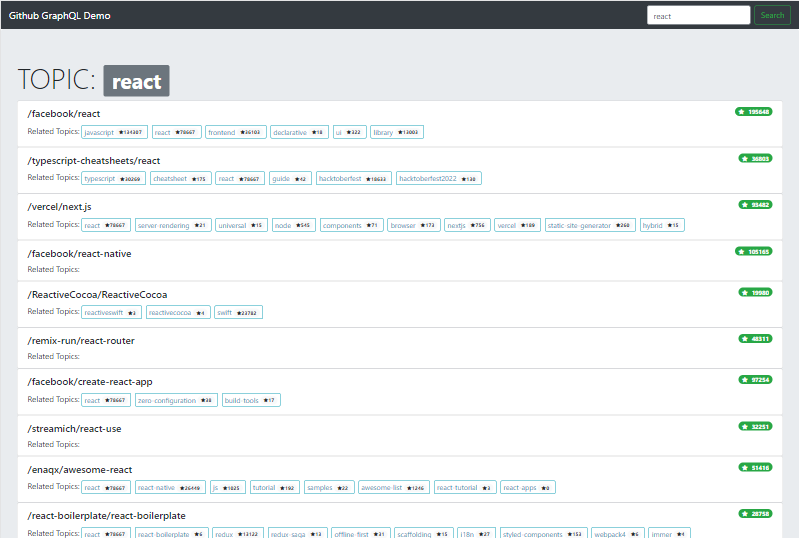 Github GraphQL Demo react Search
TOPIC: react
/facebook/react 195648
Related Topics: javascript ★134307 react ★78667 frontend ★36103 declarative ★18 ui ★322 library ★13003
/typescript-cheatsheets/react 36803
Related Topics: typescript ★30269 cheatsheet ★175 react ★78667 guide ★42 hacktoberfest ★18633 hacktoberfest2022 ★130
/vercel/next.js 93482
Related Topics: react ★78667 server-rendering ★21 universal ★15 node ★545 components ★71 browser ★173 nextjs ★756 vercel ★189 static-site-generator ★260 hybrid ★15
/facebook/react-native 105165
Related Topics:
/ReactiveCocoa/ReactiveCocoa 19980
Related Topics: reactiveswift ★3 reactivecocoa ★4 swift ★23782
/remix-run/react-router 48311
Related Topics:
/facebook/create-react-app 97254
Related Topics: react ★78667 zero-configuration ★38 build-tools ★17
/streamich/react-use 32251
Related Topics:
/enaqx/awesome-react 51416
Related Topics: react ★78667 react-native ★26449 js ★1025 tutorial ★192 samples ★22 awesome-list ★1246 react-tutorial ★3 react-apps ★0
/react-boilerplate/react-boilerplate 28758
Related Topics: react ★78667 react-boilerplate ★6 redux ★13122 redux-saga ★13 offline-first ★31 scaffolding ★15 i18n ★27 styled-components ★153 webpack4 ★6 immer ★1